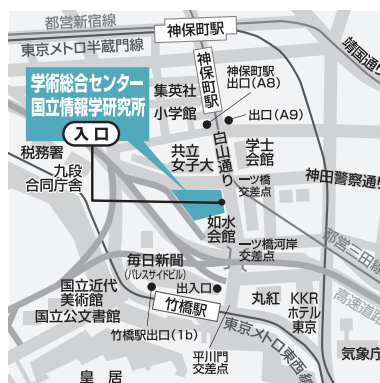 都営新宿線
東京メトロ半蔵門線
神保町駅
靖国通り
神保町駅
神保町駅
出口(A8)
出口(A9)
学術総合センター
国立情報学研究所
入口
集英社
小学館
白山通り
学士
会館
共立
女子大
税務署
九段
合同庁舎
一ツ橋
交差点
神田警察通り
如水
会館
一ツ橋河岸
交差点
都営三田線
毎日新聞
(パレスサイドビル)
出入口
国立近代
美術館
国立公文書館
竹橋駅
竹橋駅出口(1b)
丸紅
KKR
ホテル
東京
高速道路
東京メトロ東西線
平川門
交差点
気象庁
皇居